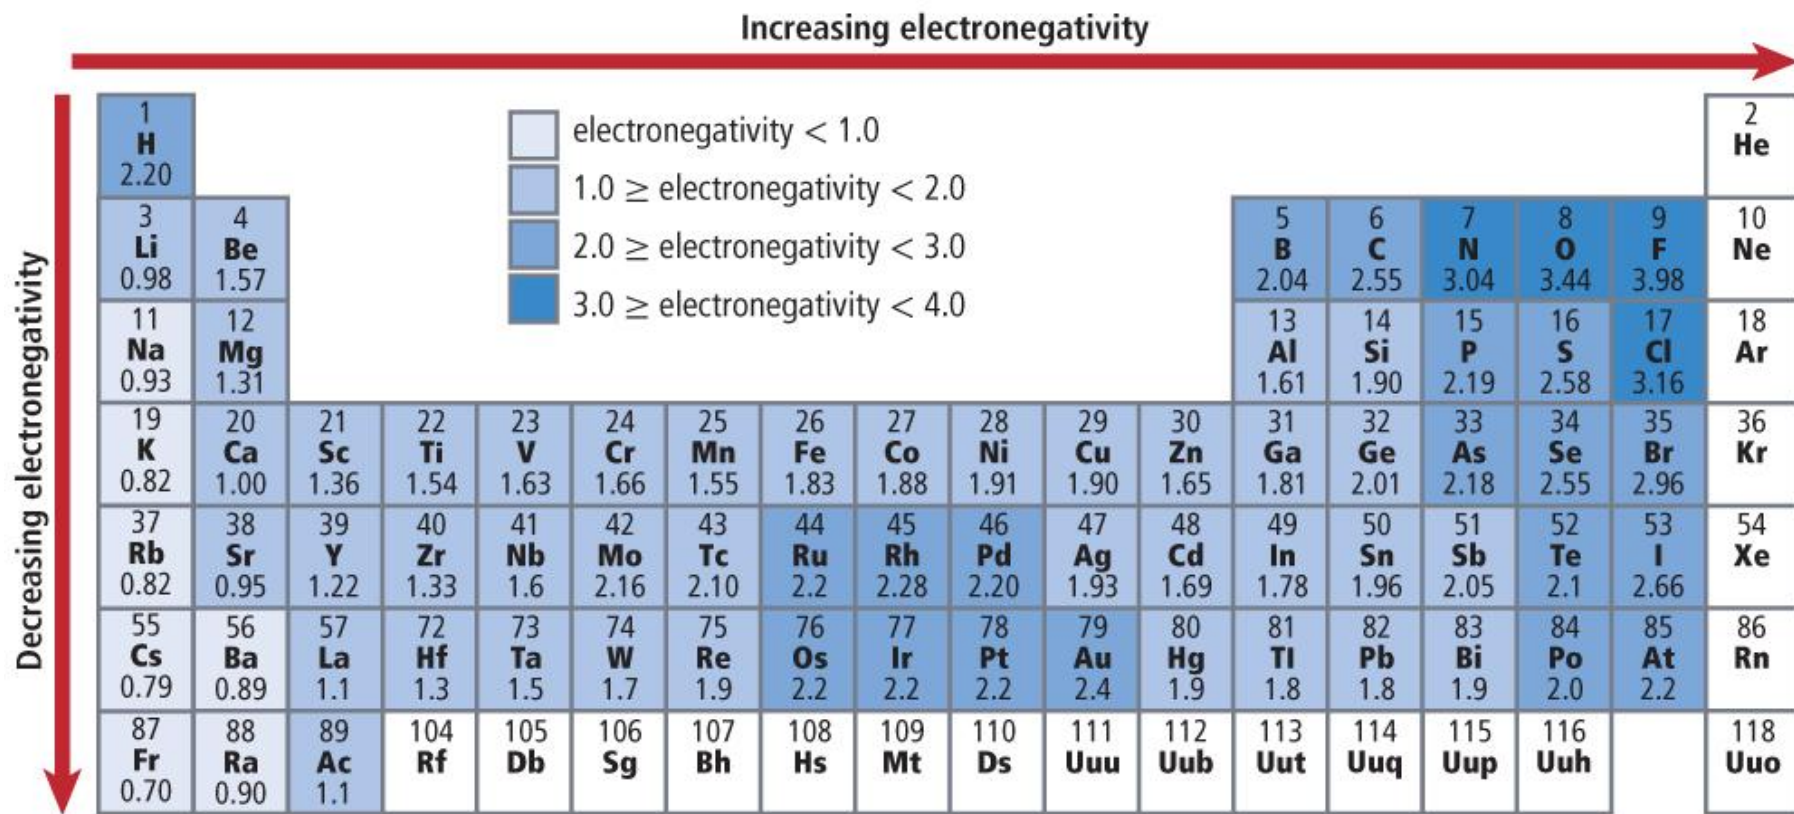 Increasing electronegativity
Decreasing electronegativity
electronegativity < 1.0
1.0 ≥ electronegativity < 2.0
2.0 ≥ electronegativity < 3.0
3.0 ≥ electronegativity < 4.0
1 2
H He
2.20
3 4 5 6 7 8 9 10
Li Be B C N O F Ne
0.98 1.57 2.04 2.55 3.04 3.44 3.98
11 12 13 14 15 16 17 18
Na Mg Al Si P S Cl Ar
0.93 1.31 1.61 1.90 2.19 2.58 3.16
19 20 21 22 23 24 25 26 27 28 29 30 31 32 33 34 35 36
K Ca Sc Ti V Cr Mn Fe Co Ni Cu Zn Ga Ge As Se Br Kr
0.82 1.00 1.36 1.54 1.63 1.66 1.55 1.83 1.88 1.91 1.90 1.65 1.81 2.01 2.18 2.55 2.96
37 38 39 40 41 42 43 44 45 46 47 48 49 50 51 52 53 54
Rb Sr Y Zr Nb Mo Tc Ru Rh Pd Ag Cd In Sn Sb Te I Xe
0.82 0.95 1.22 1.33 1.6 2.16 2.10 2.2 2.28 2.20 1.93 1.69 1.78 1.96 2.05 2.1 2.66
55 56 57 72 73 74 75 76 77 78 79 80 81 82 83 84 85 86
Cs Ba La Hf Ta W Re Os Ir Pt Au Hg Tl Pb Bi Po At Rn
0.79 0.89 1.1 1.3 1.5 1.7 1.9 2.2 2.2 2.2 2.4 1.9 1.8 1.8 1.9 2.0 2.2
87 88 89 104 105 106 107 108 109 110 111 112 113 114 115 116 118
Fr Ra Ac Rf Db Sg Bh Hs Mt Ds Uuu Uub Uut Uuq Uup Uuh Uuo
0.70 0.90 1.1